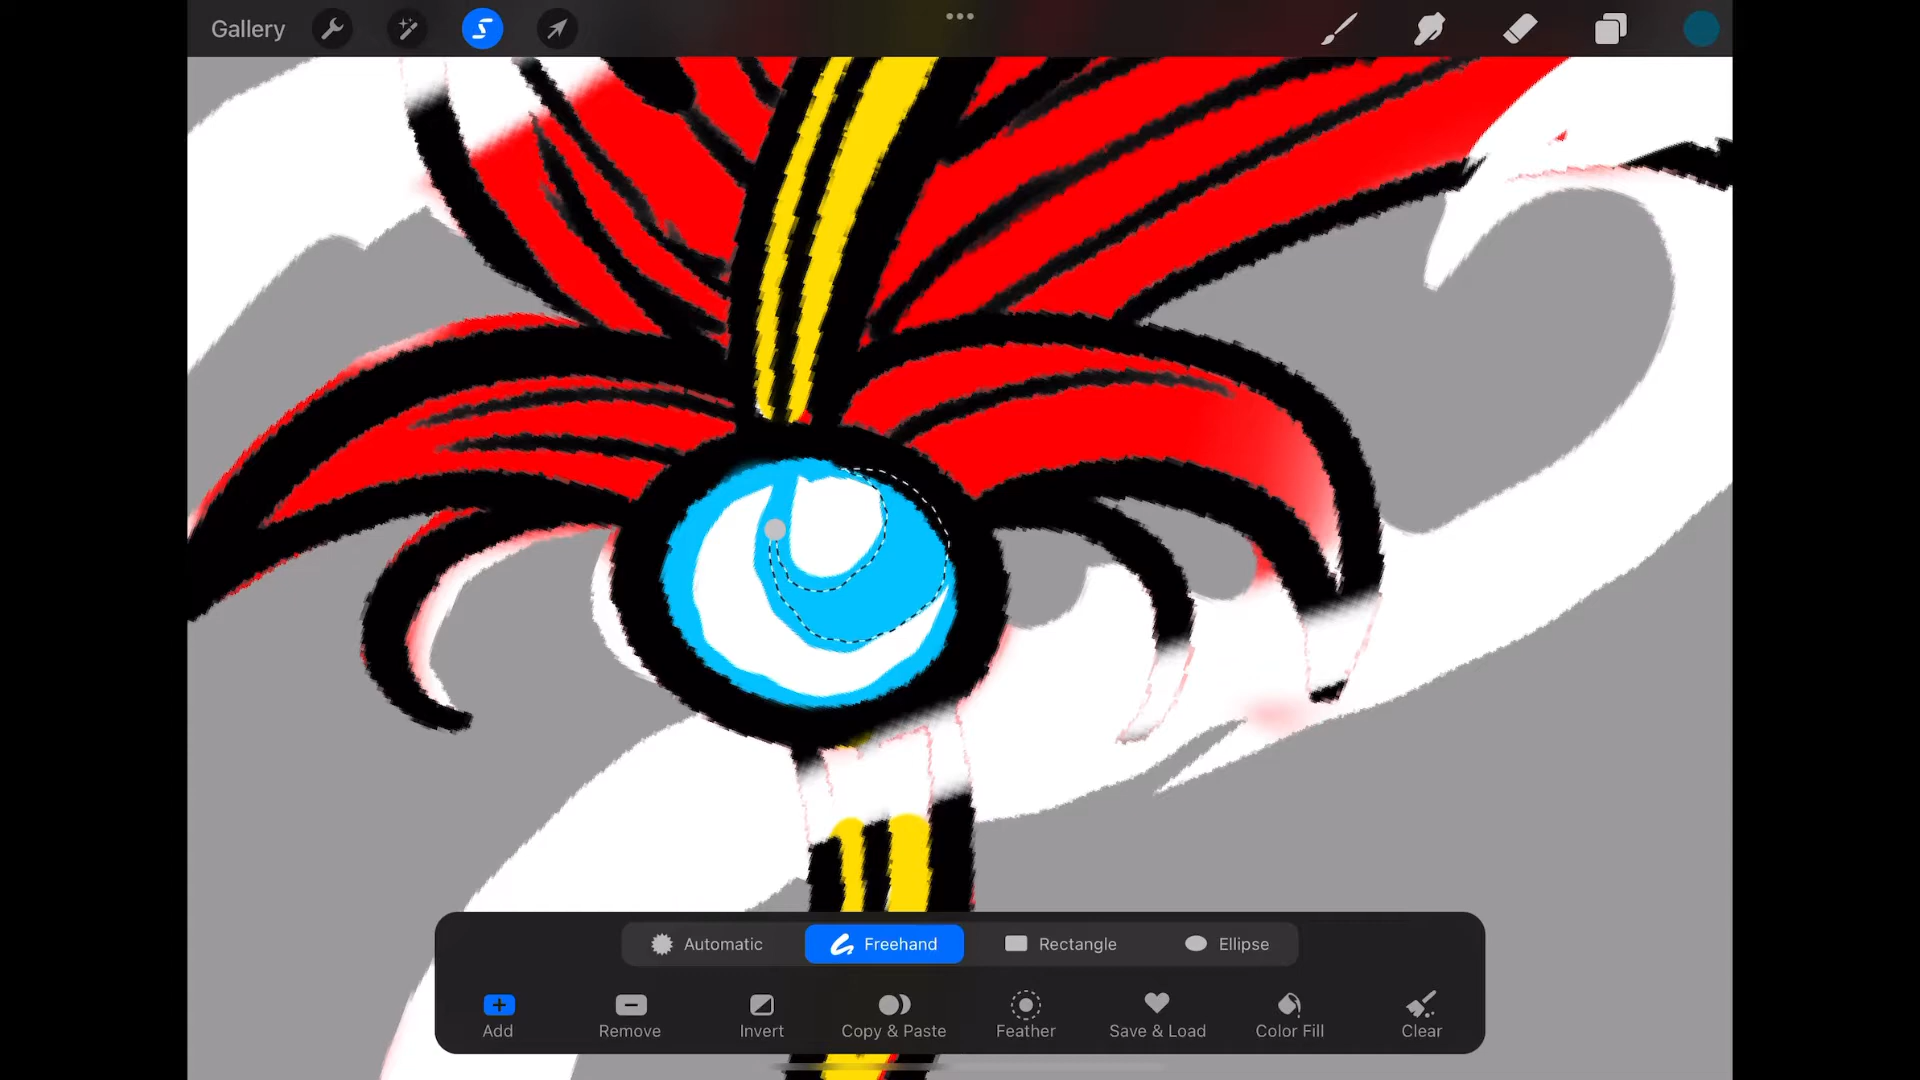 Gallery
Automatic Freehand Rectangle Ellipse
Add Remove Invert Copy & Paste Feather Save & Load Color Fill Clear